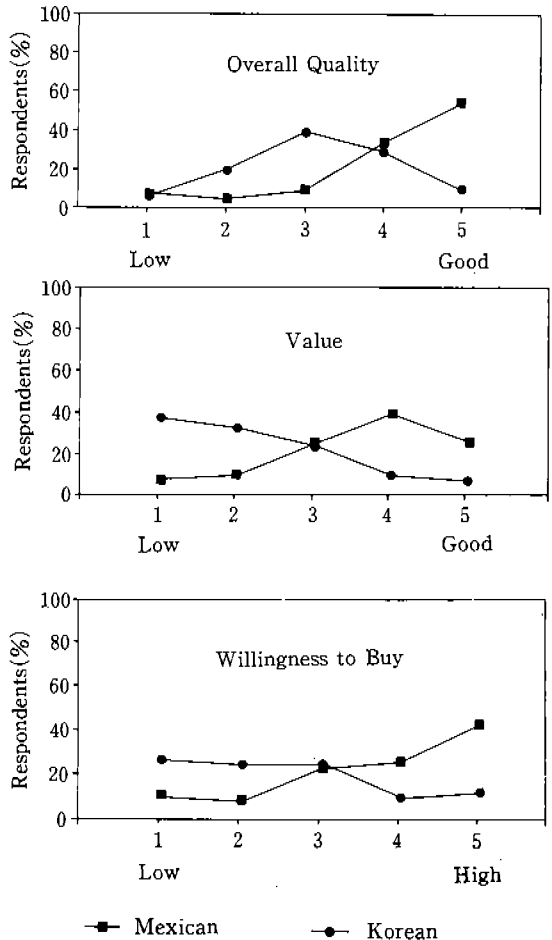 100
80
60
40
20
0
Respondents(%)
Overall Quality
1 2 3 4 5
Low Good
100
80
60
40
20
0
Respondents(%)
Value
1 2 3 4 5
Low Good
100
80
60
40
20
0
Respondents(%)
Willingness to Buy
1 2 3 4 5
Low High
Mexican Korean